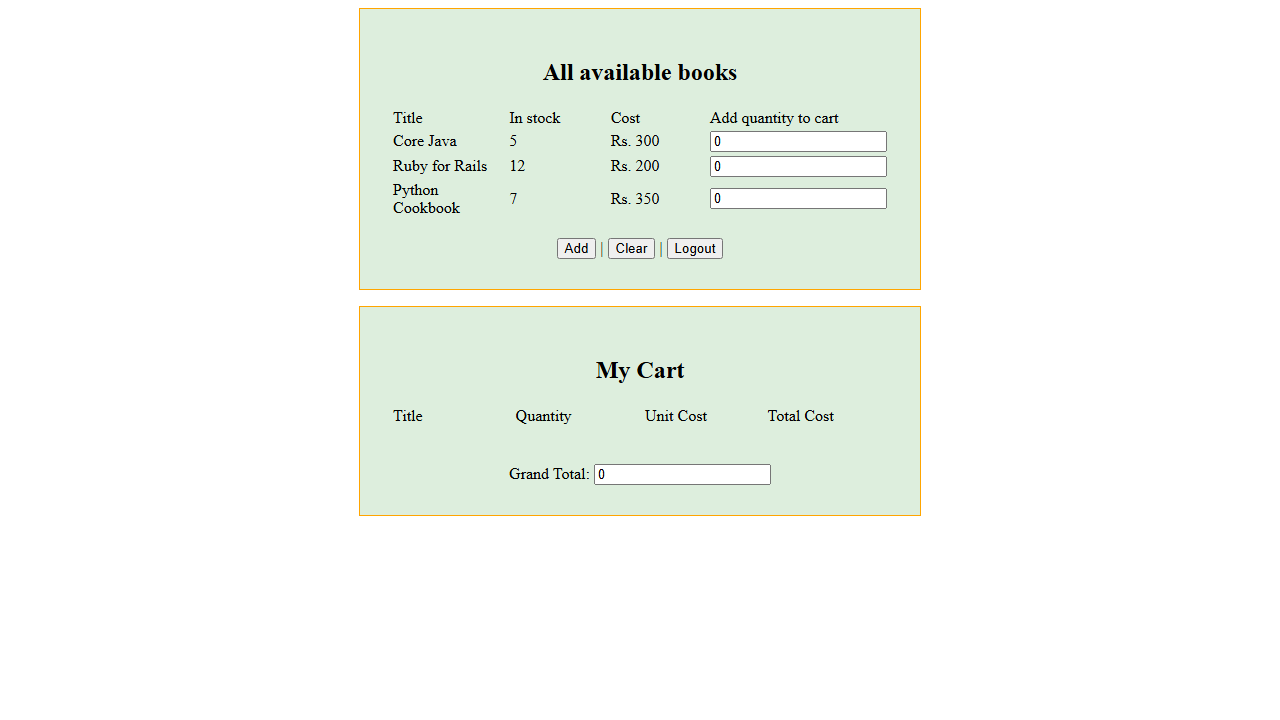 All available books
Title In stock Cost Add quantity to cart
Core Java 5 Rs. 300 0
Ruby for Rails 12 Rs. 200 0
Python
Cookbook 7 Rs. 350 0
Add | Clear | Logout
My Cart
Title Quantity Unit Cost Total Cost
Grand Total: 0